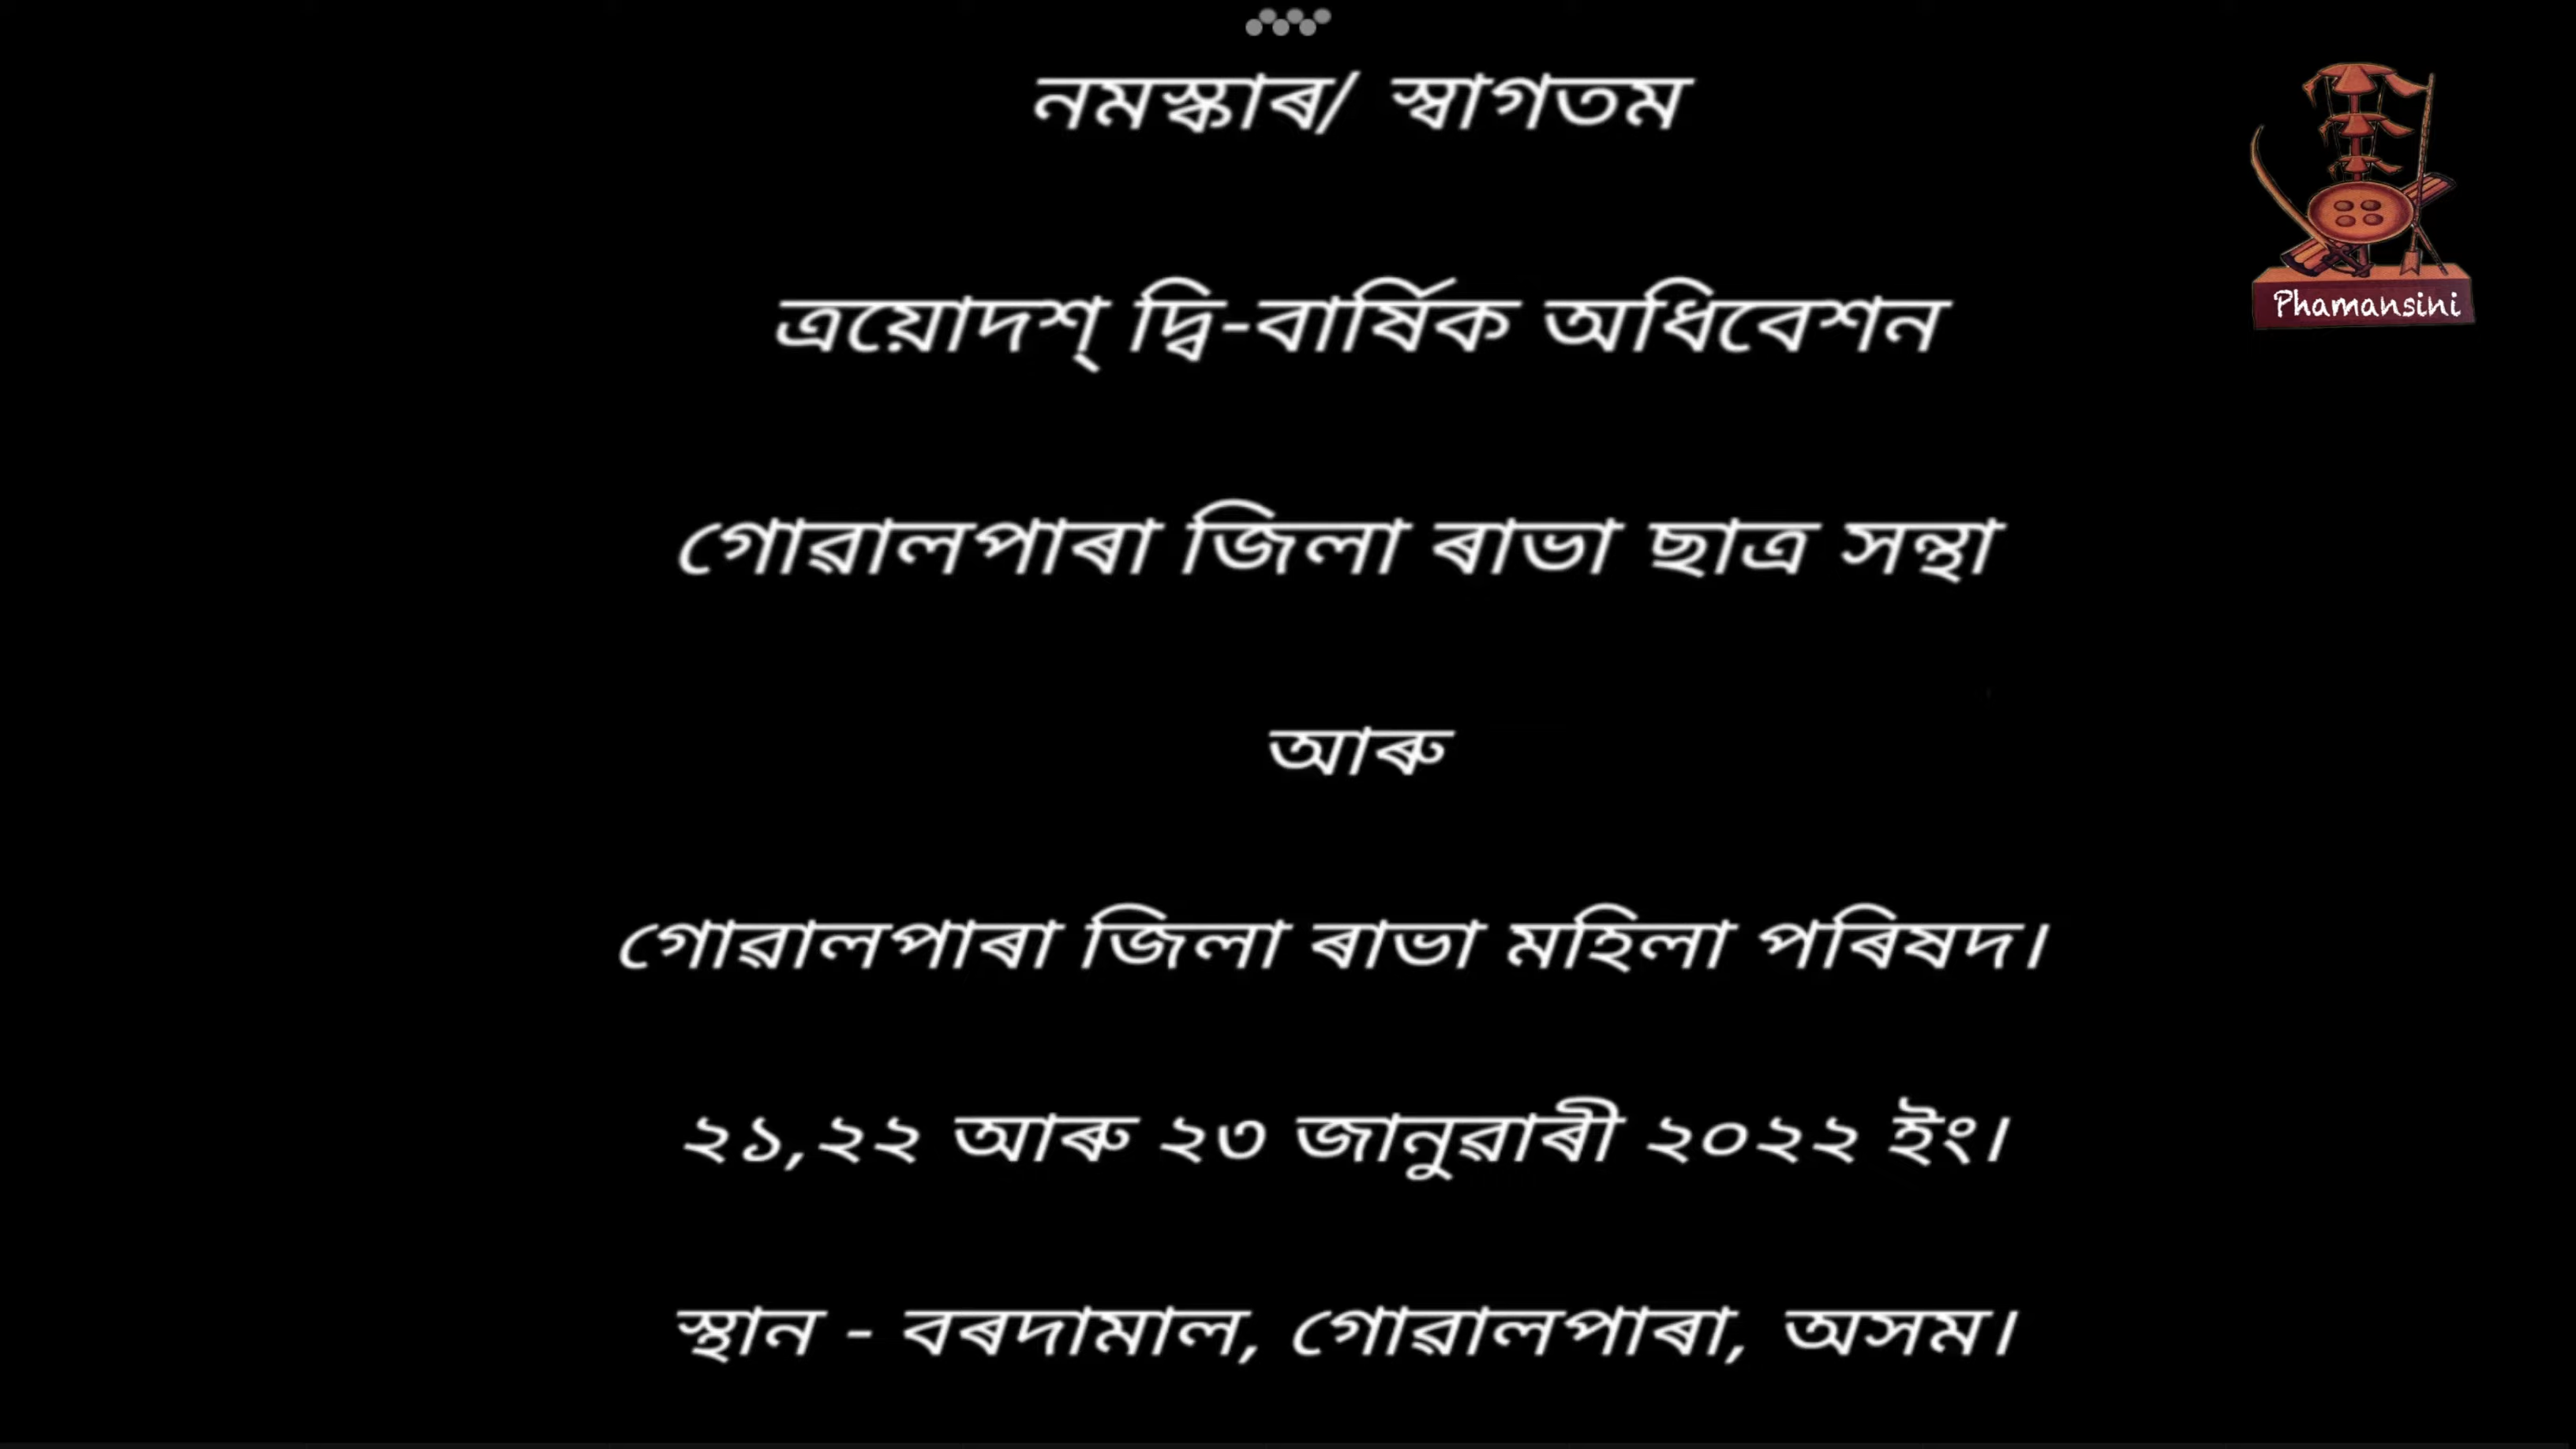 নমস্কাৰ/ স্বাগতম
ত্ৰয়োদশ্ দ্বি-বাৰ্ষিক অধিবেশন
গোৱালপাৰা জিলা ৰাভা ছাত্ৰ সন্থা
আৰু
গোৱালপাৰা জিলা ৰাভা মহিলা পৰিষদ।
২১,২২ আৰু ২৩ জানুৱাৰী ২০২২ ইং।
স্থান - বৰদামাল, গোৱালপাৰা, অসম।
Phamansini